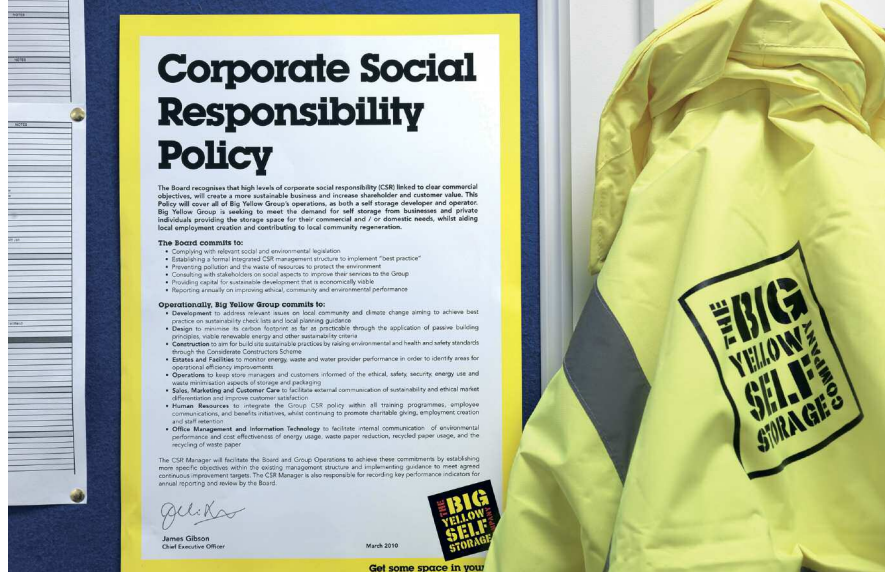 NOTES
NOTES
NOTES
Corporate Social
Responsibility
Policy
The Board recognises that high levels of corporate social responsibility (CSR) linked to clear commercial
objectives, will create a more sustainable business and increase shareholder and customer value. This
Policy will cover all of Big Yellow Group's operations, as both a self storage developer and operator.
Big Yellow Group is seeking to meet the demand for self storage from businesses and private
individuals providing the storage space for their commercial and / or domestic needs, whilst aiding
local employment creation and contributing to local community regeneration.
The Board commits to:
• Complying with relevant social and environmental legislation
• Establishing a formal integrated CSR management structure to implement "best practice"
• Preventing pollution and the waste of resources to protect the environment
• Consulting with stakeholders on social aspects to improve their services to the Group
• Providing capital for sustainable development that is economically viable
• Reporting annually on improving ethical, community and environmental performance
Operationally, Big Yellow Group commits to:
• Development to address relevant issues on local community and climate change aiming to achieve best
practice on sustainability check lists and local planning guidance
• Design to minimise its carbon footprint as far as practicable through the application of passive building
principles, viable renewable energy and other sustainability criteria
• Construction to aim for build site sustainable practices by raising environmental and health and safety standards
through the Considerate Constructors Scheme
• Estates and Facilities to monitor energy, waste and water provider performance in order to identify areas for
operational efficiency improvements
• Operations to keep store managers and customers informed of the ethical, safety, security, energy use and
waste minimisation aspects of storage and packaging
• Sales, Marketing and Customer Care to facilitate external communication of sustainability and ethical market
differentiation and improve customer satisfaction
• Human Resources to integrate the Group CSR policy within all training programmes, employee
communications, and benefits initiatives, whilst continuing to promote charitable giving, employment creation
and staff retention
• Office Management and Information Technology to facilitate internal communication of environmental
performance and cost effectiveness of energy usage, waste paper reduction, recycled paper usage, and the
recycling of waste paper
The CSR Manager will facilitate the Board and Group Operations to achieve these commitments by establishing
more specific objectives within the existing management structure and implementing guidance to meet agreed
continuous improvement targets. The CSR Manager is also responsible for recording key performance indicators for
annual reporting and review by the Board.
James Gibson
Chief Executive Officer
March 2010
THE
BIG
YELLOW
SELF
STORAGE
Get some space in your
THE
BIG
YELLOW
SELF
STORAGE
COMPANY